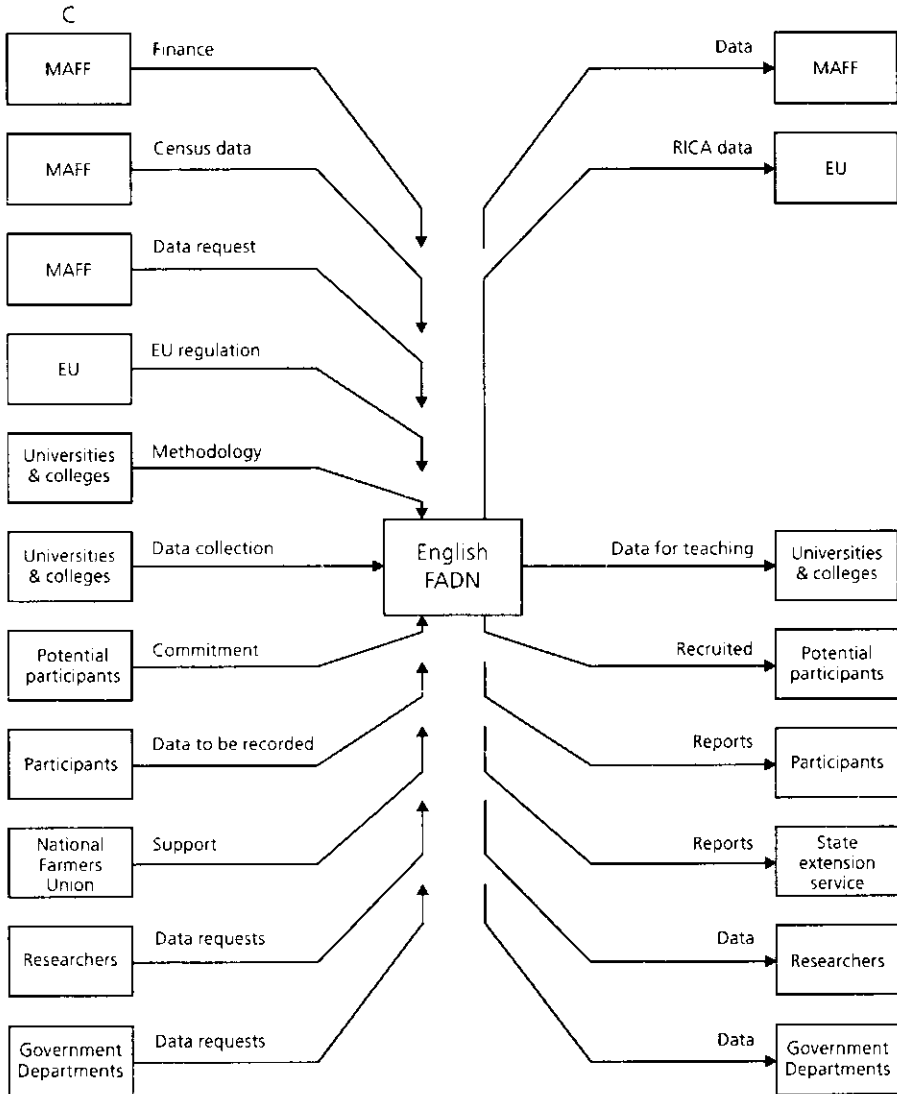 C
MAFF
Finance
Data
MAFF
MAFF
Census data
RICA data
EU
MAFF
Data request
EU
EU regulation
Universities
& colleges
Methodology
Universities
& colleges
Data collection
English
FADN
Data for teaching
Universities
& colleges
Potential
participants
Commitment
Recruited
Potential
participants
Participants
Data to be recorded
Reports
Participants
National
Farmers
Union
Support
Reports
State
extension
service
Researchers
Data requests
Data
Researchers
Government
Departments
Data requests
Data
Government
Departments